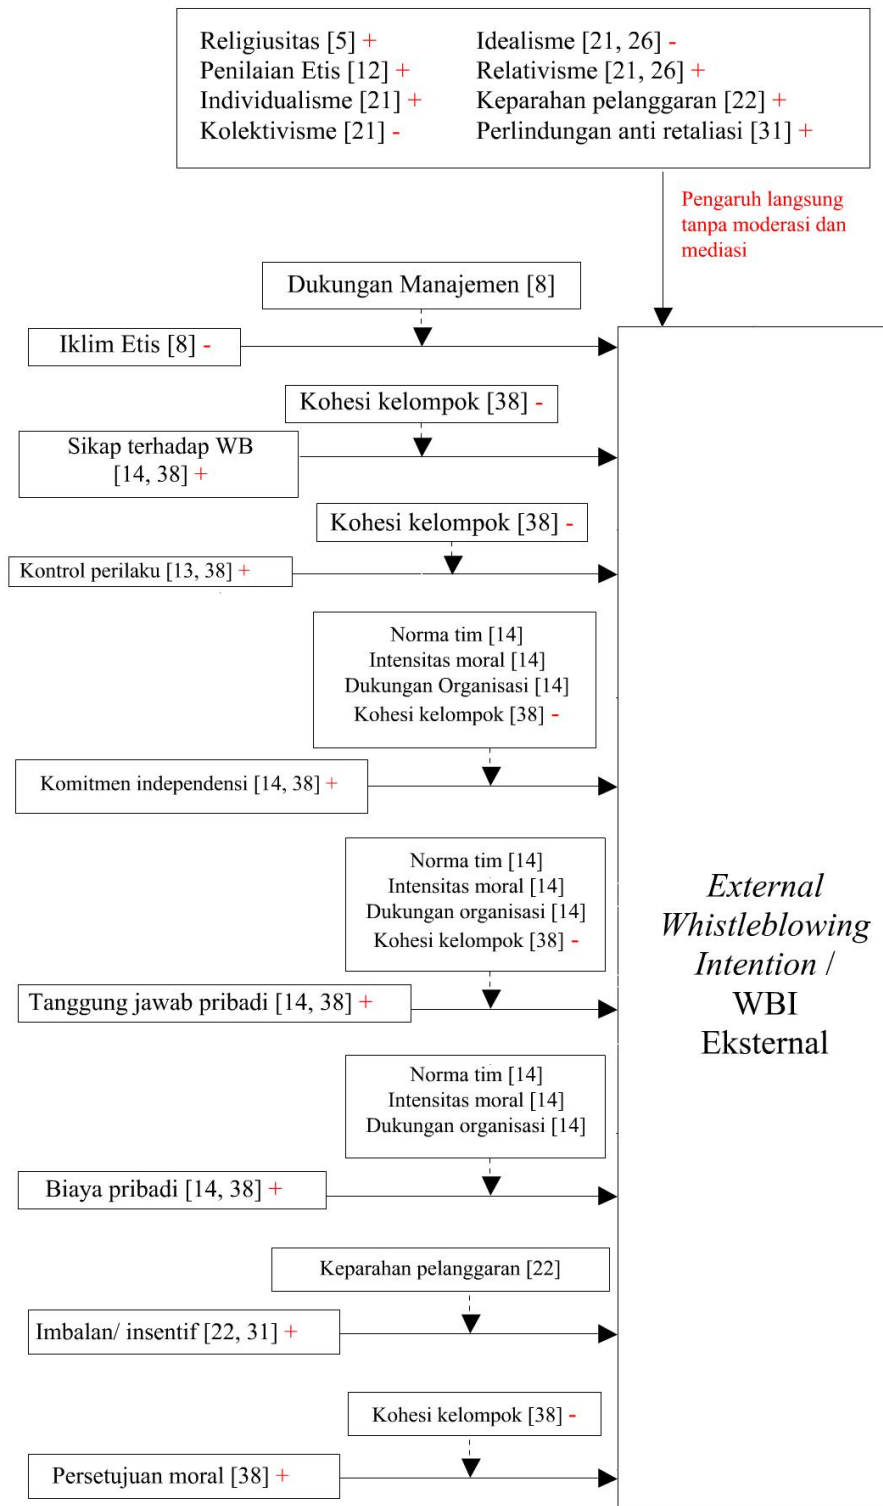 Religiusitas [5] +
Penilaian Etis [12] +
Individualisme [21] +
Kolektivisme [21] -
Idealisme [21, 26] -
Relativisme [21, 26] +
Keparahan pelanggaran [22] +
Perlindungan anti retaliasi [31] +
Pengaruh langsung
tanpa moderasi dan
mediasi
Dukungan Manajemen [8]
Iklim Etis [8] -
Kohesi kelompok [38] -
Sikap terhadap WB
[14, 38] +
Kohesi kelompok [38] -
Kontrol perilaku [13, 38] +
Norma tim [14]
Intensitas moral [14]
Dukungan Organisasi [14]
Kohesi kelompok [38] -
Komitmen independensi [14, 38] +
Norma tim [14]
Intensitas moral [14]
Dukungan organisasi [14]
Kohesi kelompok [38] -
Tanggung jawab pribadi [14, 38] +
Norma tim [14]
Intensitas moral [14]
Dukungan organisasi [14]
Biaya pribadi [14, 38] +
Keparahan pelanggaran [22]
Imbalan/ insentif [22, 31] +
Kohesi kelompok [38] -
Persetujuan moral [38] +
External
Whistleblowing
Intention /
WBI
Eksternal